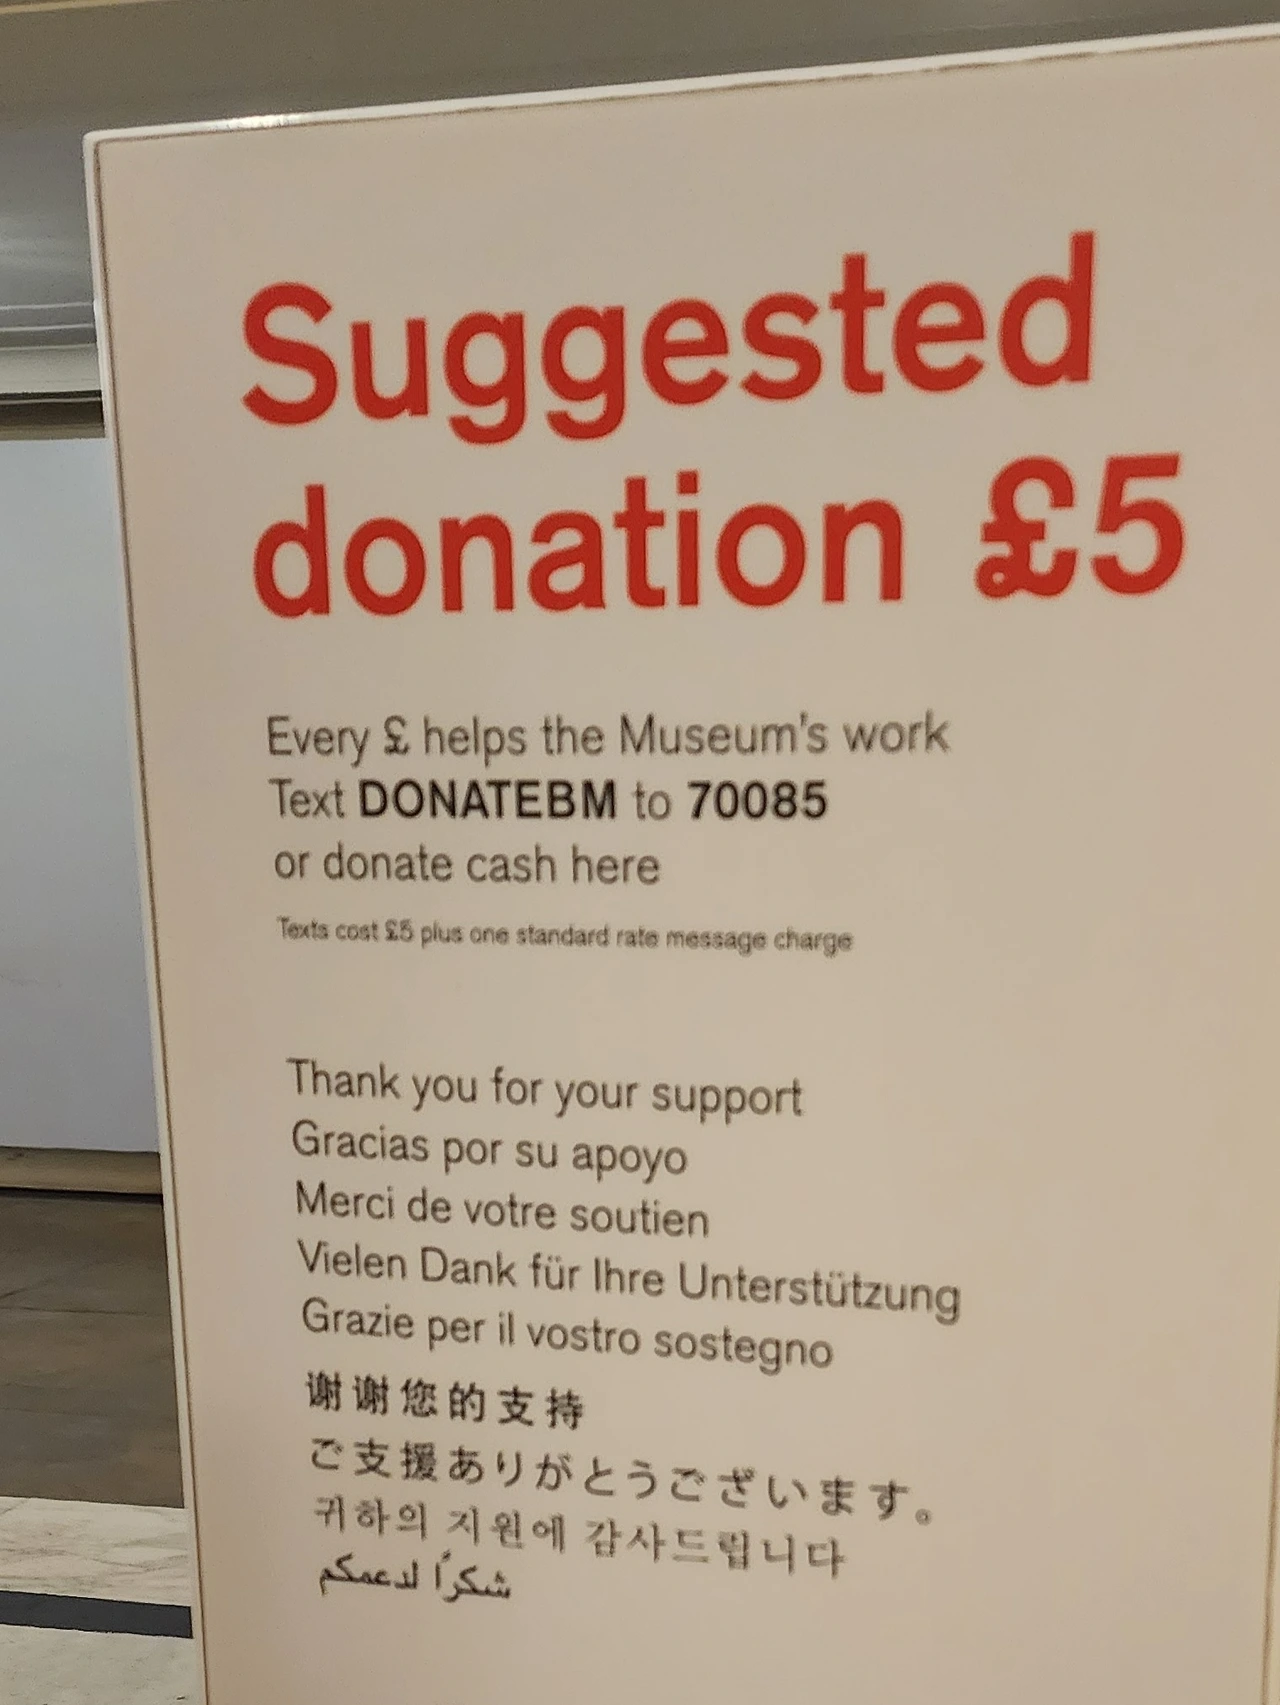 Suggested
donation £5
Every £ helps the Museum's work
Text DONATEBM to 70085
or donate cash here
Texts cost £5 plus one standard rate message charge
Thank you for your support
Gracias por su apoyo
Merci de votre soutien
Vielen Dank für Ihre Unterstützung
Grazie per il vostro sostegno
谢谢您的支持
ご支援ありがとうございます。
귀하의 지원에 감사드립니다
شكراً لدعمكم